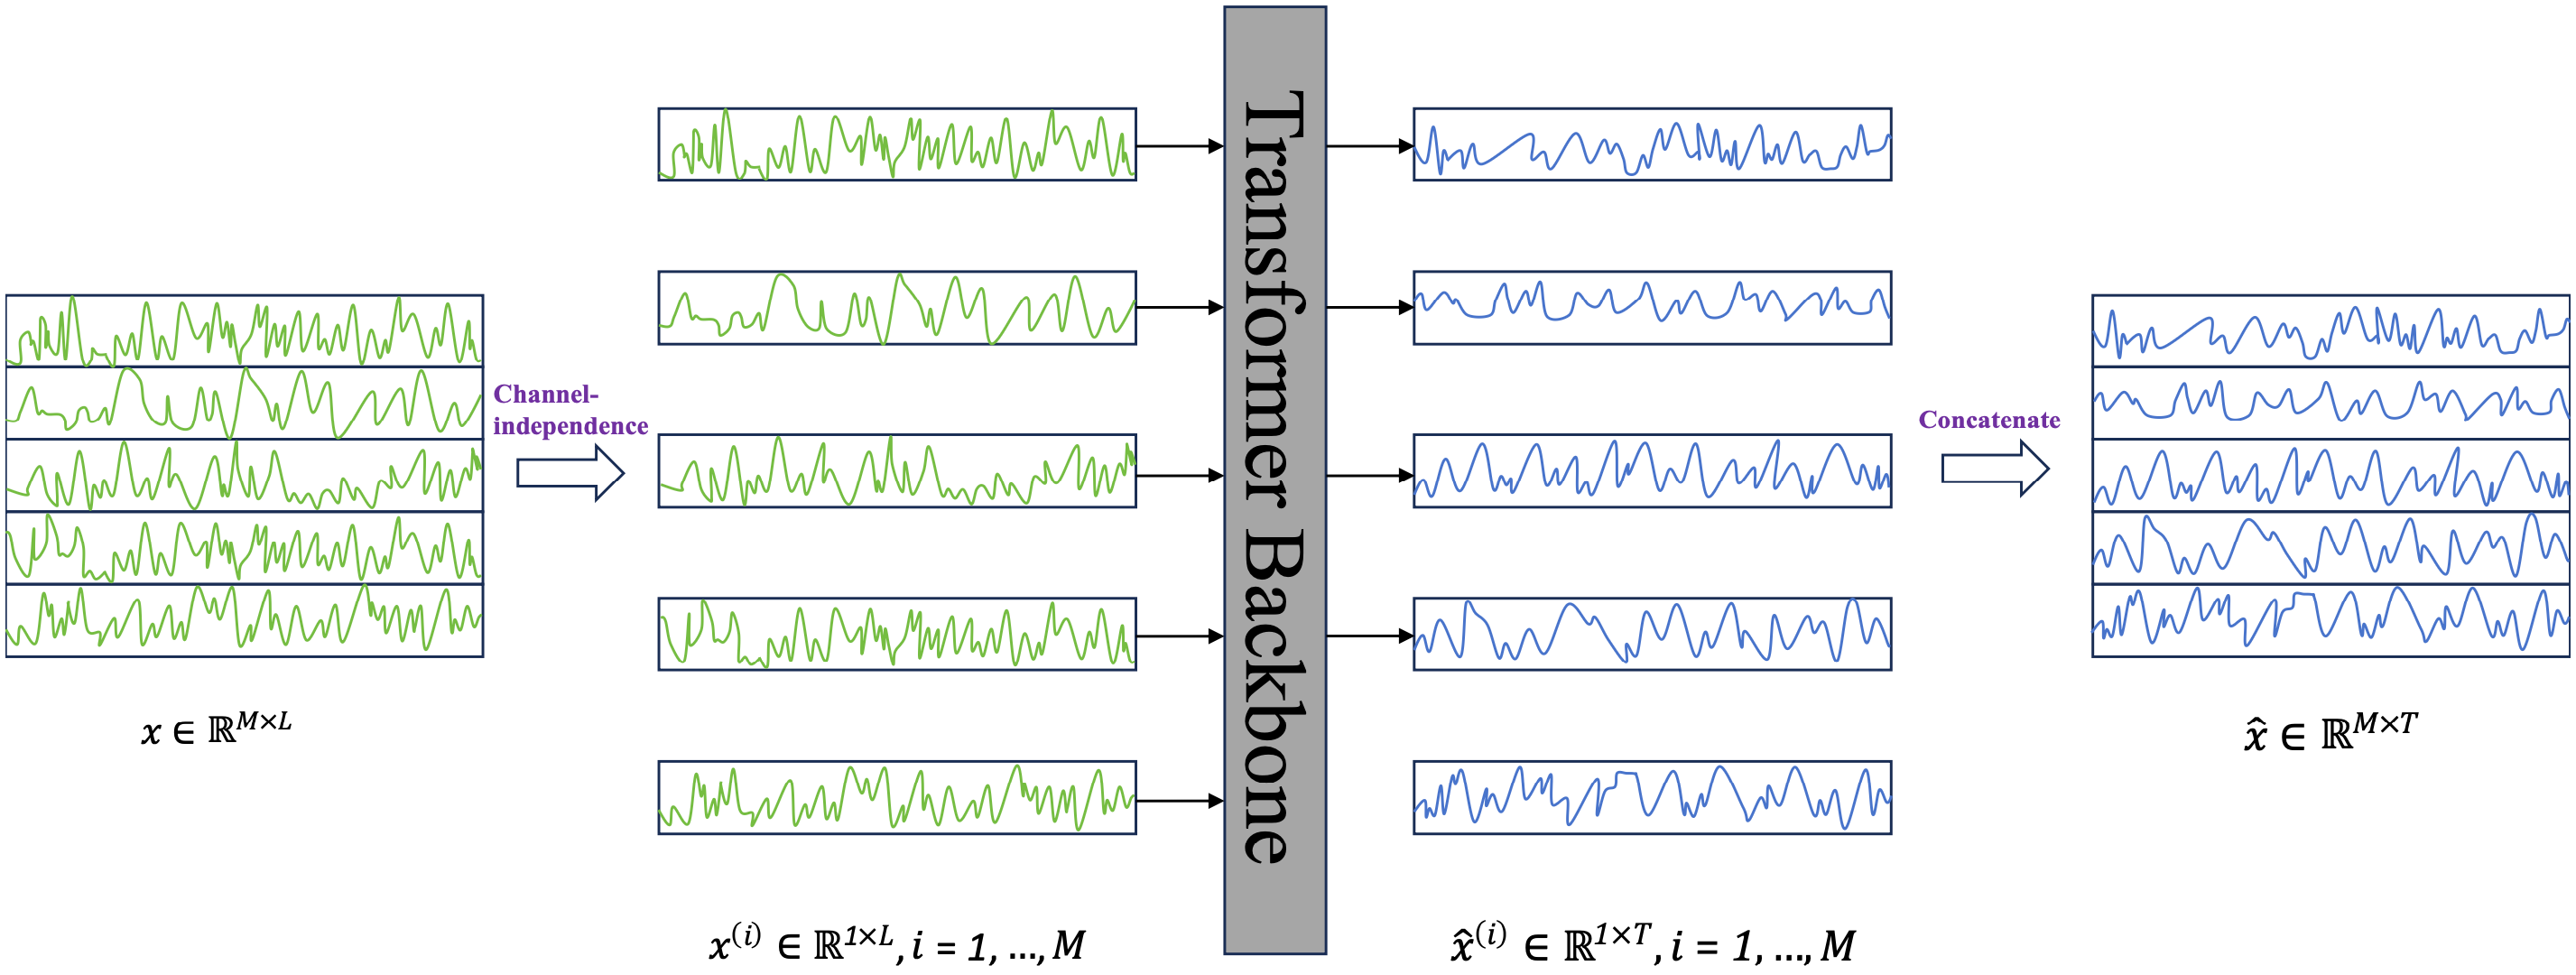 Channel-
independence
Transformer Backbone
Concatenate
x ∈ ℝ^{M×L}
x̂ ∈ ℝ^{M×T}
x^{(i)} ∈ ℝ^{1×L}, i = 1, ..., M
x̂^{(i)} ∈ ℝ^{1×T}, i = 1, ..., M